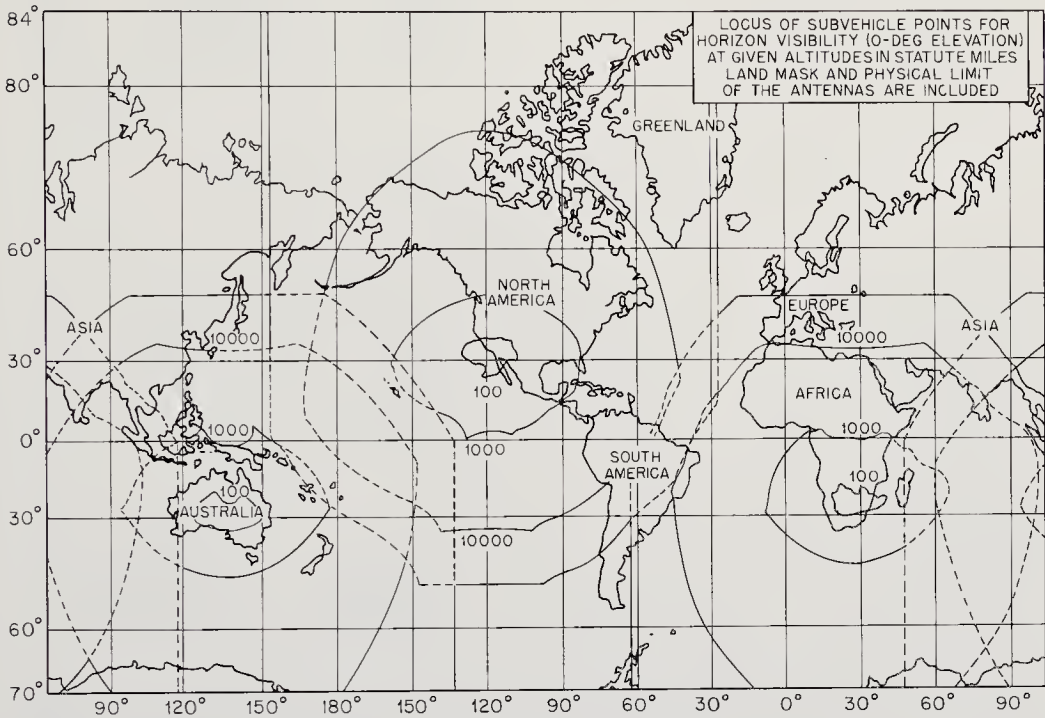 84°
LOCUS OF SUBVEHICLE POINTS FOR
HORIZON VISIBILITY (0-DEG ELEVATION)
AT GIVEN ALTITUDES IN STATUTE MILES
LAND MASK AND PHYSICAL LIMIT
OF THE ANTENNAS ARE INCLUDED
80°
GREENLAND
60°
NORTH
AMERICA
EUROPE
ASIA
10000
10000
ASIA
30°
100
AFRICA
0°
1000
1000
1000
SOUTH
AMERICA
100
100
AUSTRALIA
30°
10000
60°
70°
90° 120° 150° 180° 150° 120° 90° 60° 30° 0° 30° 60° 90°